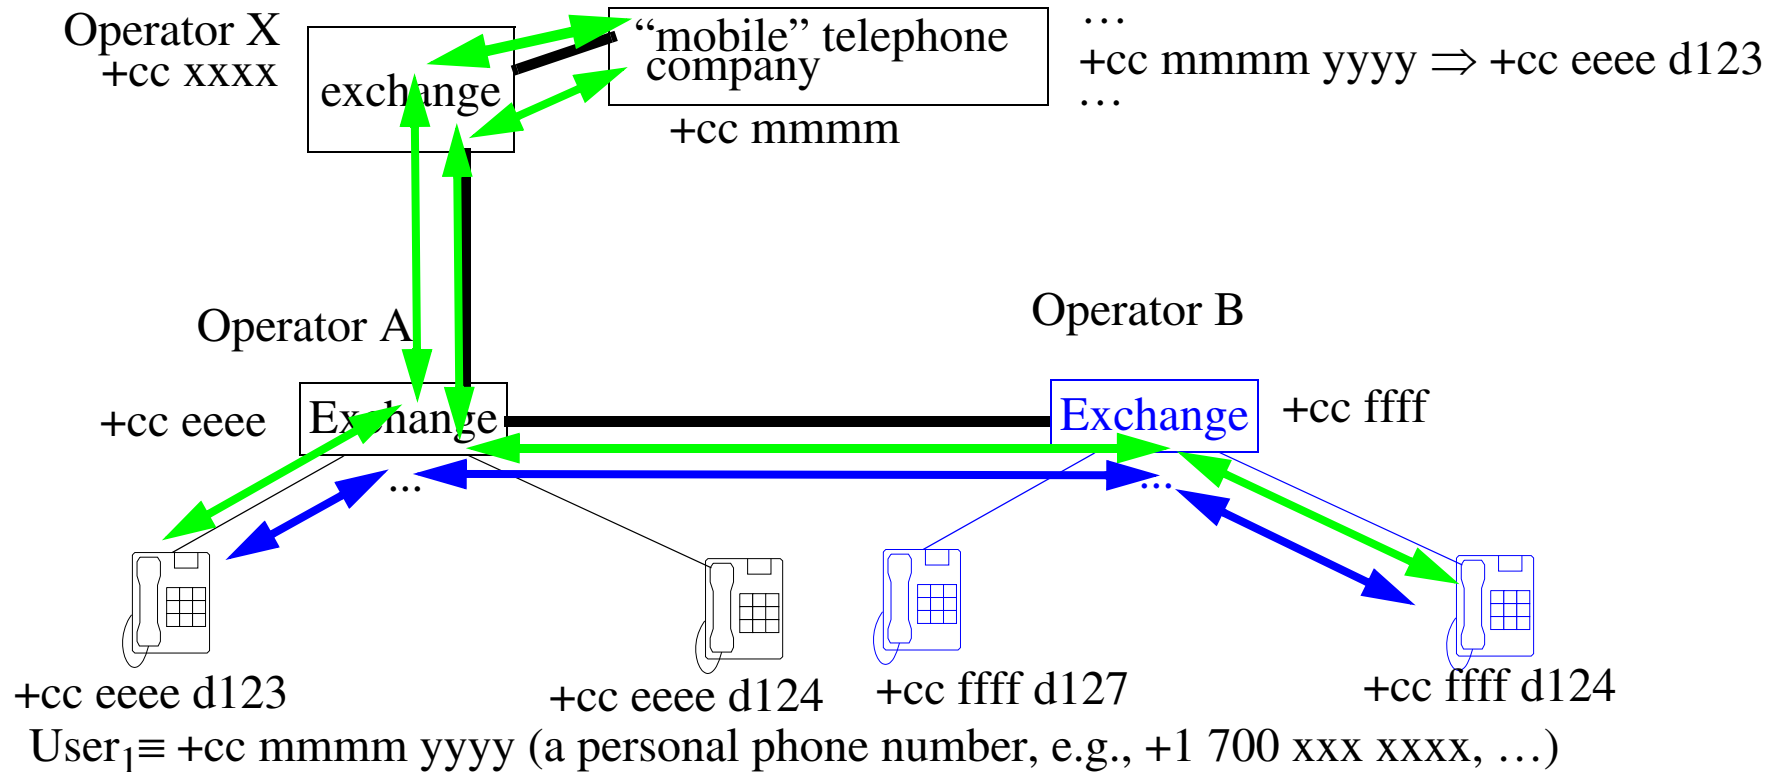 Operator X
+cc xxxx
exchange
“mobile” telephone
company
+cc mmmm
…
+cc mmmm yyyy ⇒ +cc eeee d123
…
Operator A
Operator B
+cc eeee
Exchange
Exchange
+cc ffff
...
...
+cc eeee d123
+cc eeee d124
+cc ffff d127
+cc ffff d124
User₁≡ +cc mmmm yyyy (a personal phone number, e.g., +1 700 xxx xxxx, …)